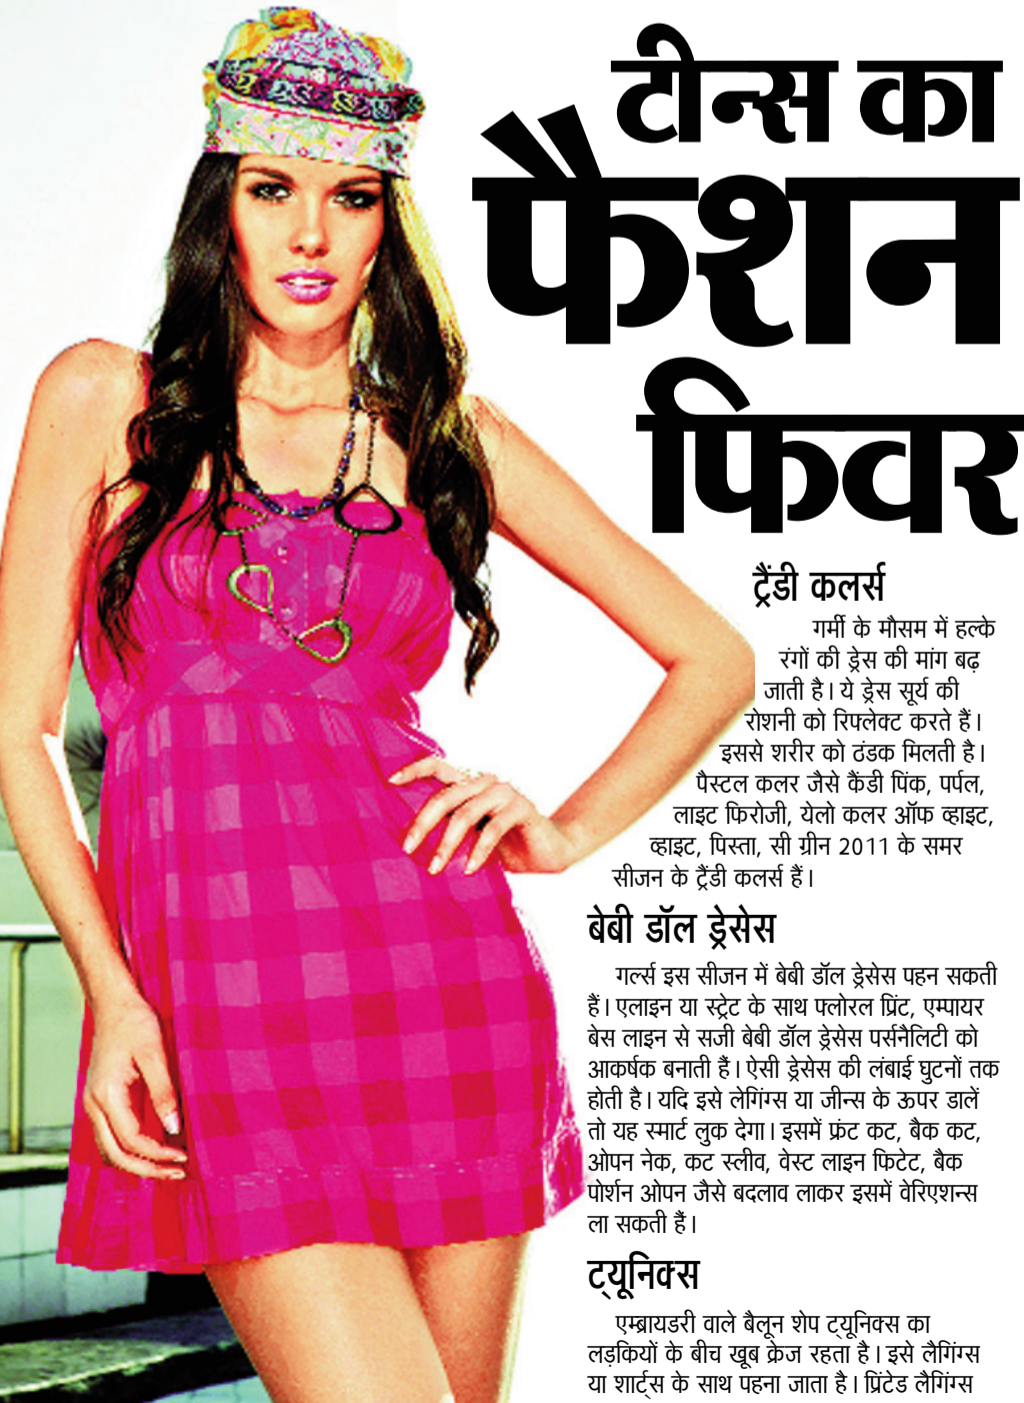 टीन्स का
फैशन
फिवर
ट्रैंडी कलर्स
गर्मी के मौसम में हल्के
रंगों की ड्रेस की मांग बढ़
जाती है। ये ड्रेस सूर्य की
रोशनी को रिफ्लेक्ट करते हैं।
इससे शरीर को ठंडक मिलती है।
पैस्टल कलर जैसे कैंडी पिंक, पर्पल,
लाइट फिरोजी, येलो कलर ऑफ व्हाइट,
व्हाइट, पिस्ता, सी ग्रीन 2011 के समर
सीजन के ट्रैंडी कलर्स हैं।
बेबी डॉल ड्रेसेस
गर्ल्स इस सीजन में बेबी डॉल ड्रेसेस पहन सकती
हैं। एलाइन या स्ट्रेट के साथ फ्लोरल प्रिंट, एम्पायर
बेस लाइन से सजी बेबी डॉल ड्रेसेस पर्सनैलिटी को
आकर्षक बनाती हैं। ऐसी ड्रेसेस की लंबाई घुटनों तक
होती है। यदि इसे लेगिंग्स या जीन्स के ऊपर डालें
तो यह स्मार्ट लुक देगा। इसमें फ्रंट कट, बैक कट,
ओपन नेक, कट स्लीव, वेस्ट लाइन फिटेट, बैक
पोर्शन ओपन जैसे बदलाव लाकर इसमें वेरिएशन्स
ला सकती हैं।
ट्यूनिक्स
एम्ब्रायडरी वाले बैलून शेप ट्यूनिक्स का
लड़कियों के बीच खूब क्रेज रहता है। इसे लैगिंग्स
या शार्ट्स के साथ पहना जाता है। प्रिंटेड लैगिंग्स